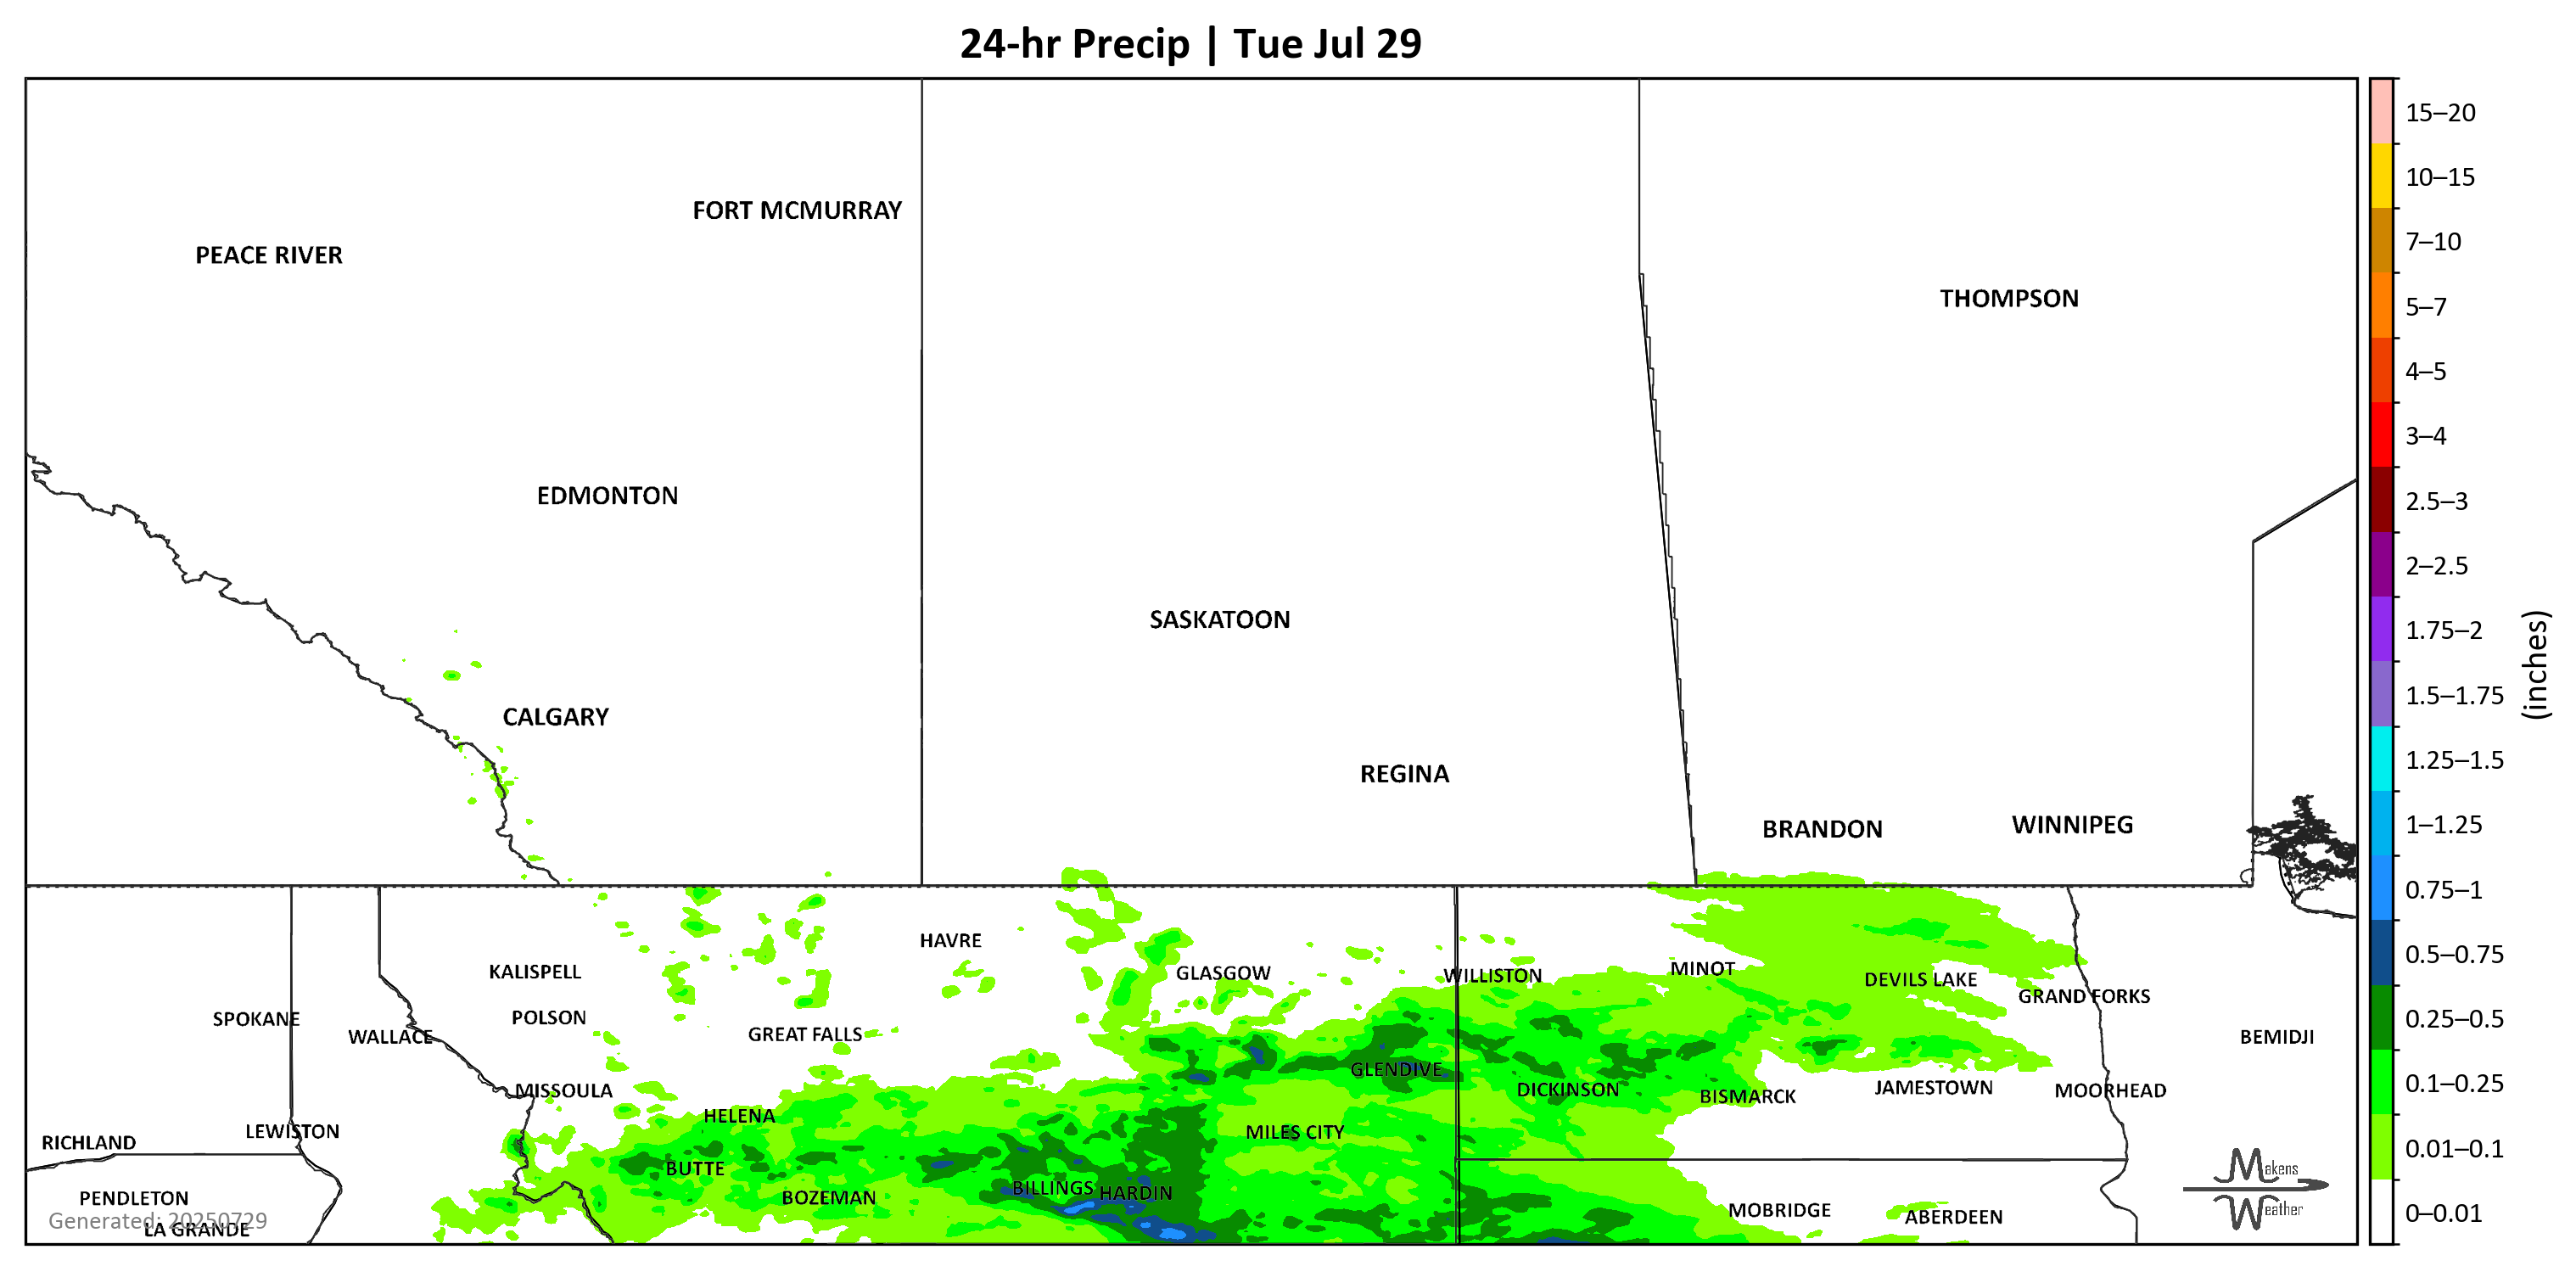 24-hr Precip | Tue Jul 29
FORT MCMURRAY
PEACE RIVER
THOMPSON
EDMONTON
SASKATOON
CALGARY
REGINA
BRANDON
WINNIPEG
HAVRE
KALISPELL
GLASGOW
WILLISTON
MINOT
DEVILS LAKE
GRAND FORKS
SPOKANE
POLSON
WALLACE
GREAT FALLS
BEMIDJI
GLENDIVE
MISSOULA
DICKINSON
BISMARCK
JAMESTOWN
MOORHEAD
HELENA
RICHLAND
LEWISTON
MILES CITY
BUTTE
BILLINGS
HARDIN
PENDLETON
BOZEMAN
MOBRIDGE
ABERDEEN
Generated: 20250729
LA GRANDE
Makens
Weather
15–20
10–15
7–10
5–7
4–5
3–4
2.5–3
2–2.5
1.75–2
1.5–1.75
1.25–1.5
1–1.25
0.75–1
0.5–0.75
0.25–0.5
0.1–0.25
0.01–0.1
0–0.01
(inches)